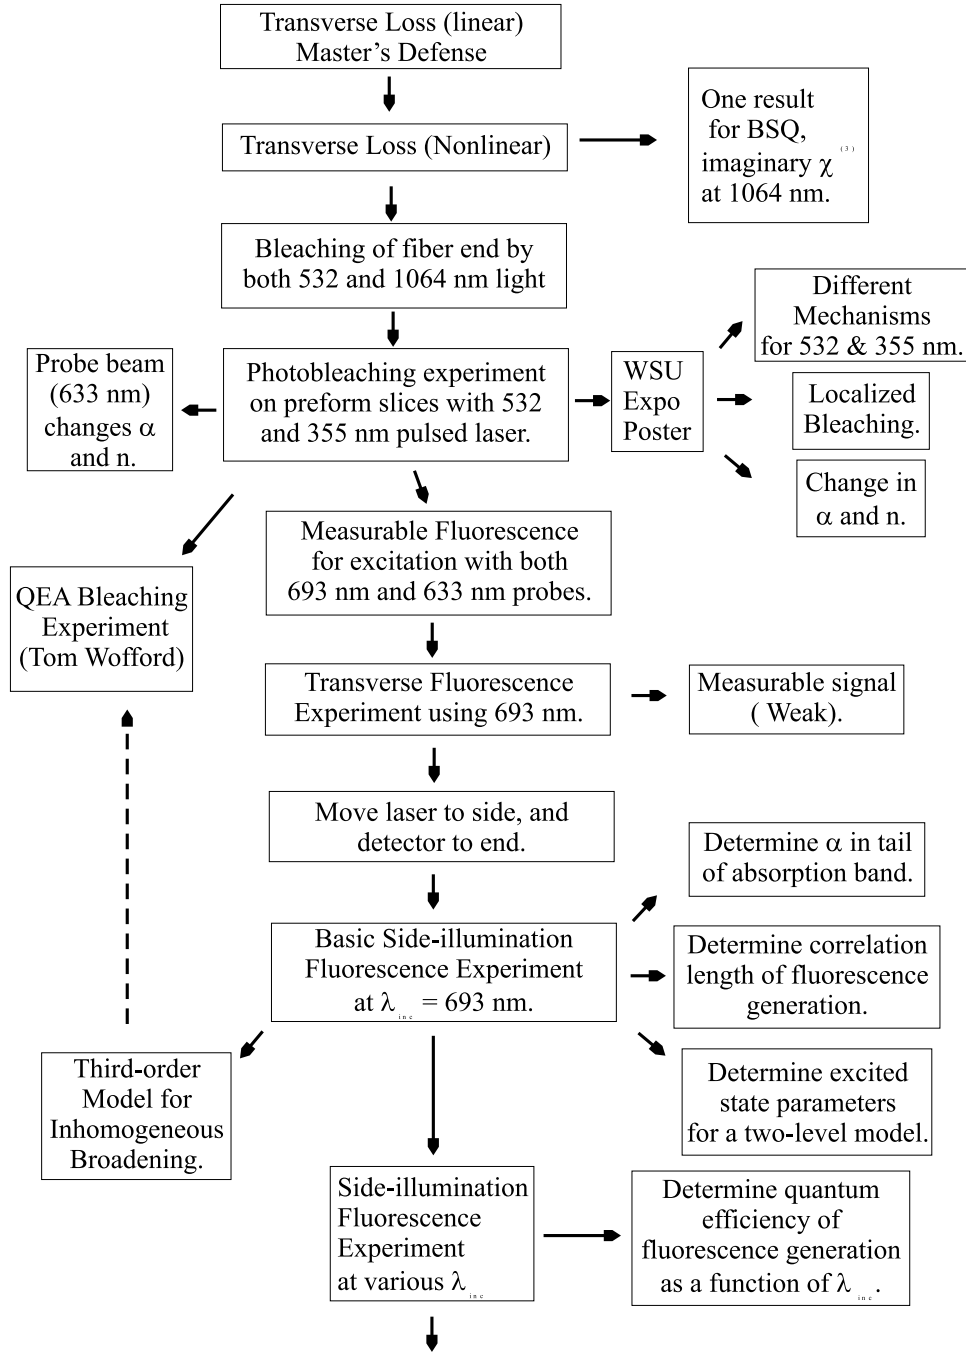 Transverse Loss (linear)
Master’s Defense
Transverse Loss (Nonlinear)
One result
for BSQ,
imaginary χ (3)
at 1064 nm.
Bleaching of fiber end by
both 532 and 1064 nm light
Different
Mechanisms
for 532 & 355 nm.
Probe beam
(633 nm)
changes α
and n.
Photobleaching experiment
on preform slices with 532
and 355 nm pulsed laser.
WSU
Expo
Poster
Localized
Bleaching.
Change in
α and n.
Measurable Fluorescence
for excitation with both
693 nm and 633 nm probes.
QEA Bleaching
Experiment
(Tom Wofford)
Transverse Fluorescence
Experiment using 693 nm.
Measurable signal
( Weak).
Move laser to side, and
detector to end.
Determine α in tail
of absorption band.
Basic Side-illumination
Fluorescence Experiment
at λ inc = 693 nm.
Determine correlation
length of fluorescence
generation.
Third-order
Model for
Inhomogeneous
Broadening.
Determine excited
state parameters
for a two-level model.
Side-illumination
Fluorescence
Experiment
at various λ inc
Determine quantum
efficiency of
fluorescence generation
as a function of λ inc.